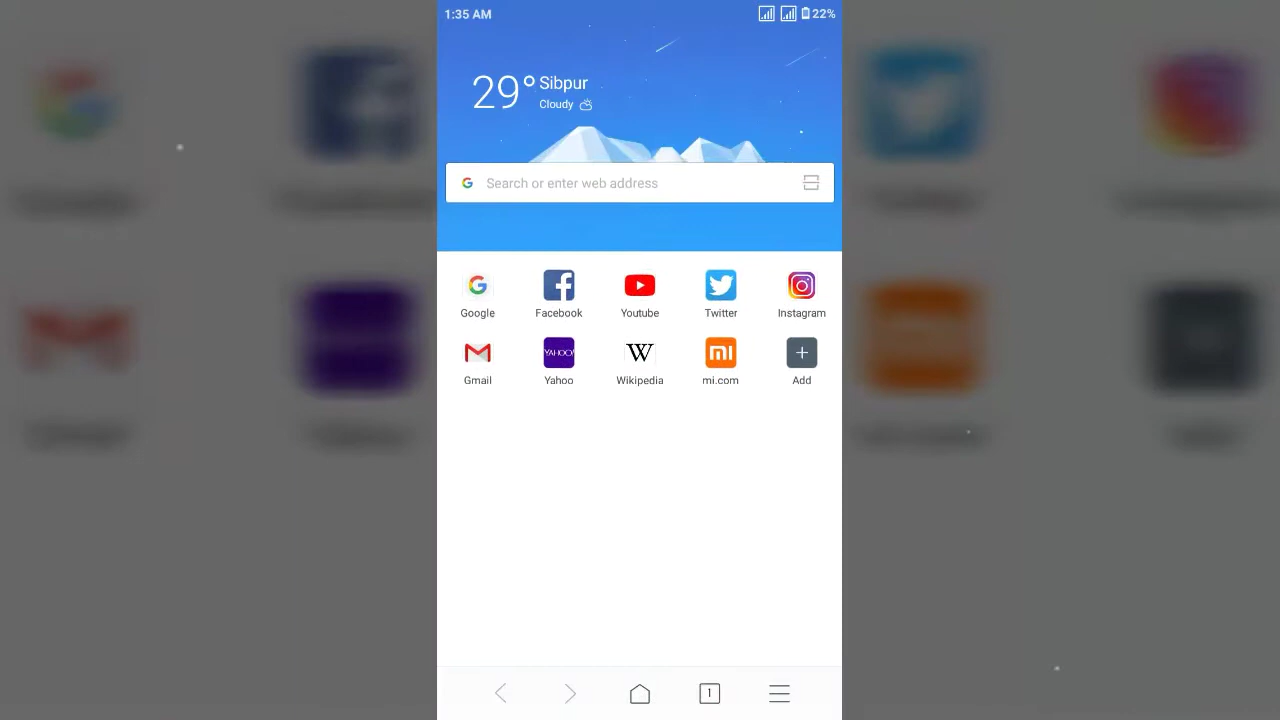 1:35 AM 22%
29° Sibpur
Cloudy
Search or enter web address
Google Facebook Youtube Twitter Instagram
YAHOO! W mi
Gmail Yahoo Wikipedia mi.com Add
1